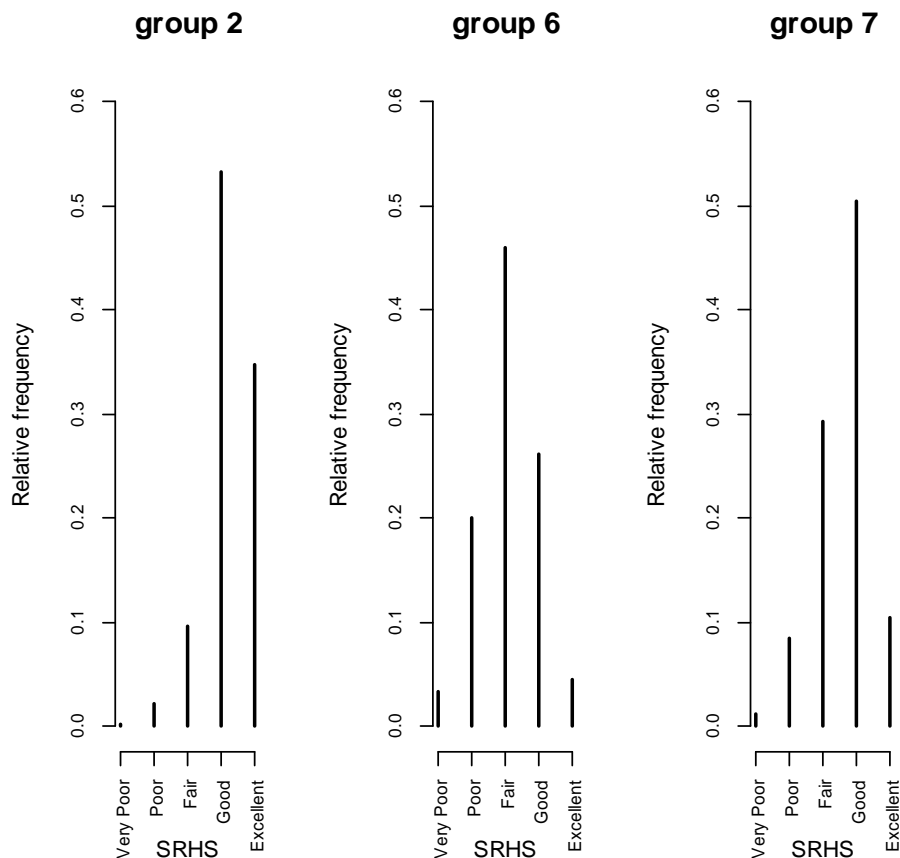 group 2
Relative frequency
0.6
0.5
0.4
0.3
0.2
0.1
0.0
Very Poor
Poor
Fair
Good
Excellent
SRHS
group 6
Relative frequency
0.6
0.5
0.4
0.3
0.2
0.1
0.0
Very Poor
Poor
Fair
Good
Excellent
SRHS
group 7
Relative frequency
0.6
0.5
0.4
0.3
0.2
0.1
0.0
Very Poor
Poor
Fair
Good
Excellent
SRHS